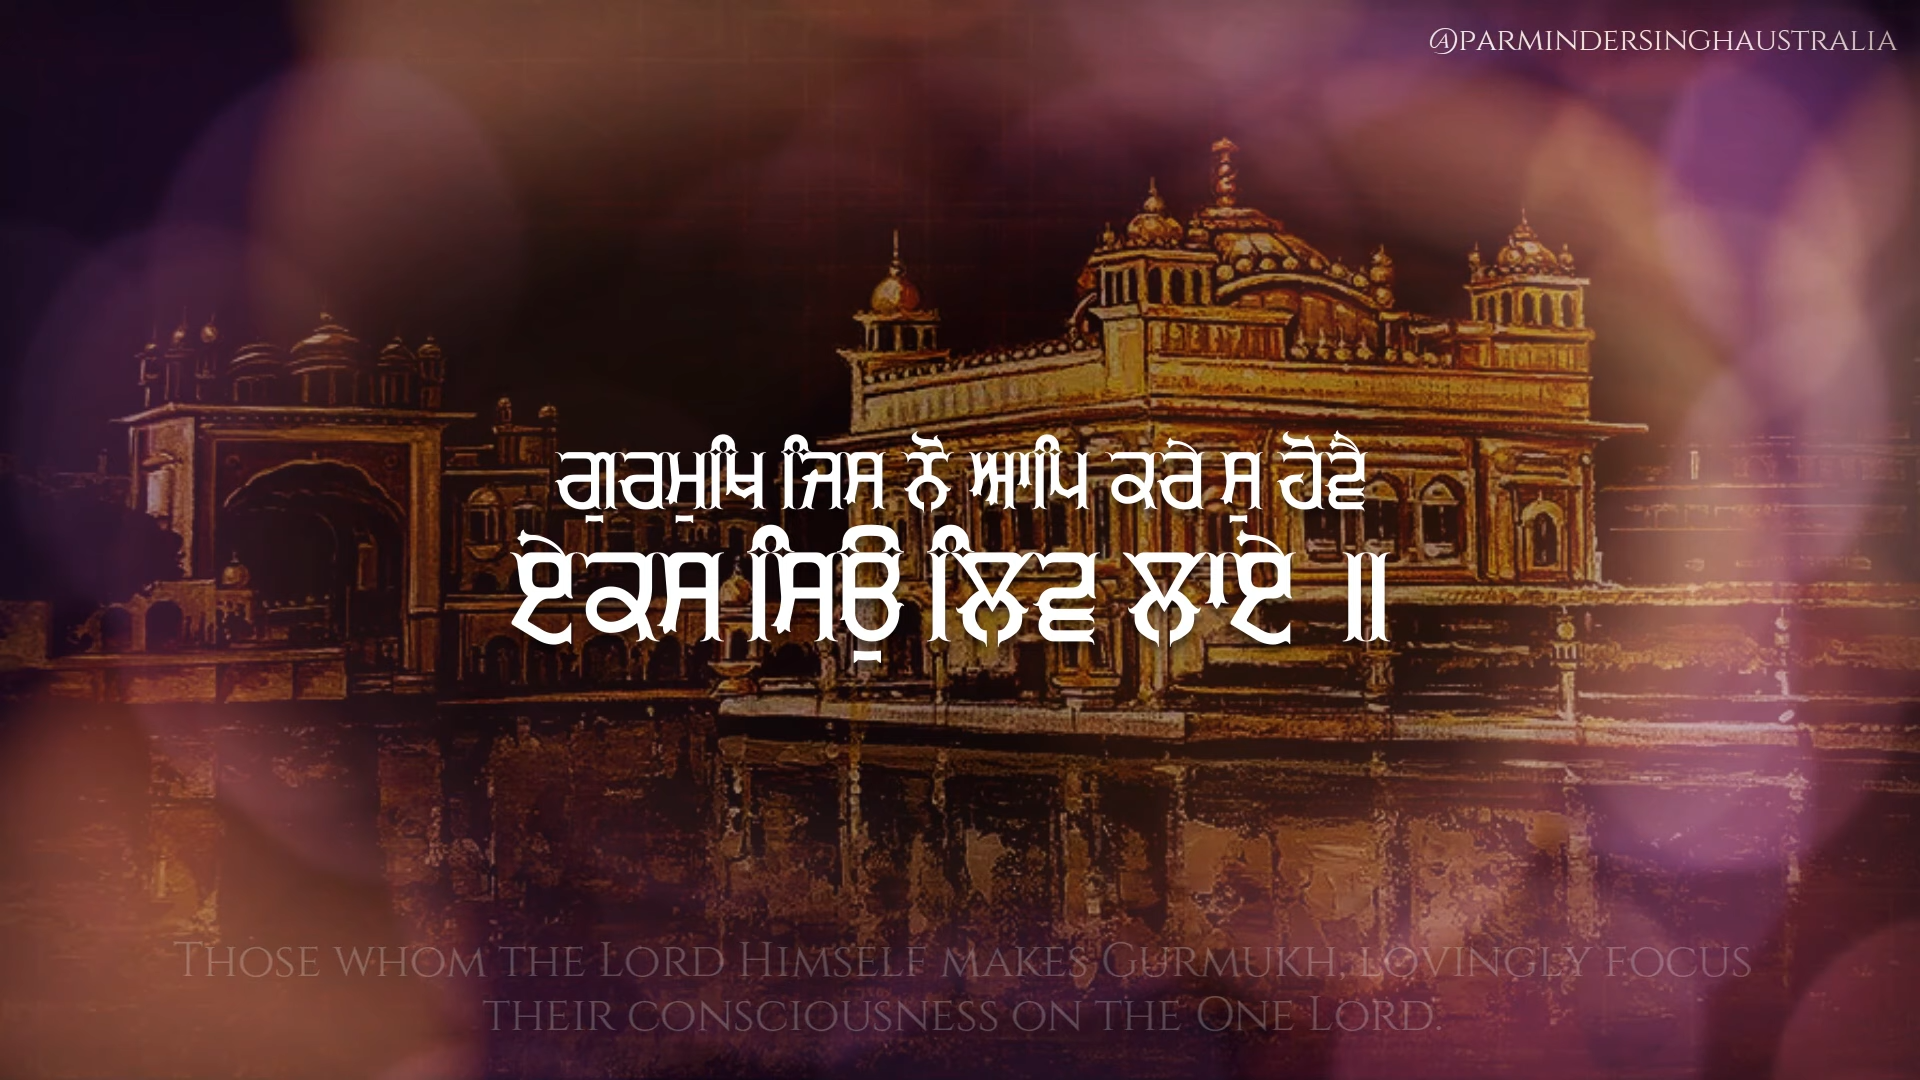 @PARMINDERSINGHAUSTRALIA
ਗੁਰਮੁਖਿ ਜਿਸ ਨੋ ਆਪਿ ਕਰੇ ਸੁ ਹੋਵੈ
ਏਕਸ ਸਿਉ ਲਿਵ ਲਾਏ ॥
Those whom the Lord Himself makes Gurmukh, lovingly focus
their consciousness on the One Lord.